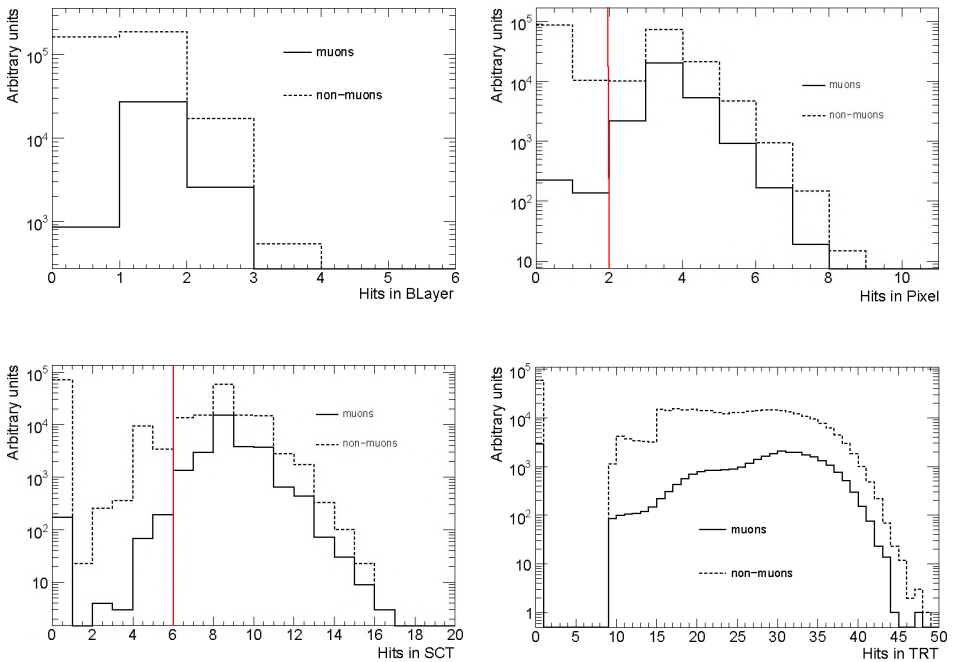 Arbitrary units
10^5
10^4
10^3
muons
non-muons
0 1 2 3 4 5 6
Hits in BLayer
Arbitrary units
10^5
10^4
10^3
10^2
10
muons
non-muons
0 2 4 6 8 10
Hits in Pixel
Arbitrary units
10^5
10^4
10^3
10^2
10
muons
non-muons
0 2 4 6 8 10 12 14 16 18 20
Hits in SCT
Arbitrary units
10^5
10^4
10^3
10^2
10
1
muons
non-muons
0 5 10 15 20 25 30 35 40 45 50
Hits in TRT